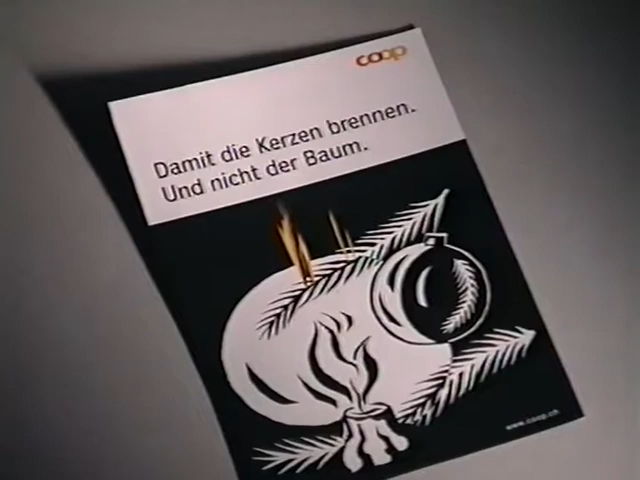 coop
Damit die Kerzen brennen.
Und nicht der Baum.
www.coop.ch